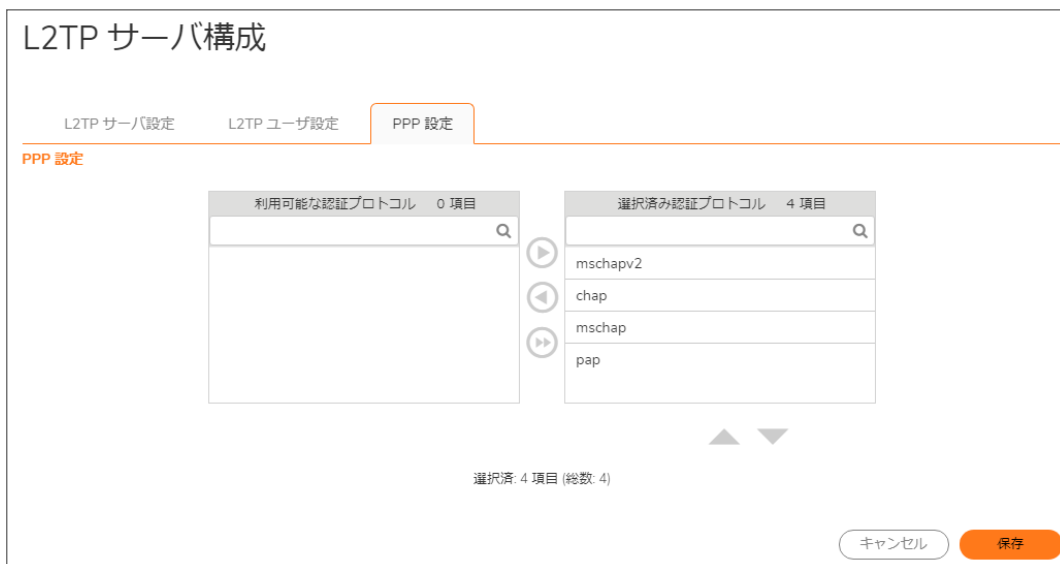 L2TP サーバ構成
L2TP サーバ設定 L2TP ユーザ設定 PPP 設定
PPP 設定
利用可能な認証プロトコル 0 項目
選択済み認証プロトコル 4 項目
mschapv2
chap
mschap
pap
選択済: 4 項目 (総数: 4)
キャンセル 保存